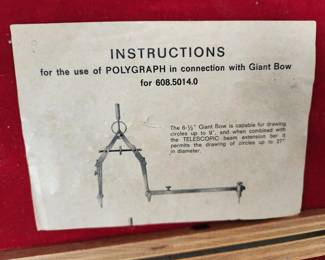 INSTRUCTIONS
for the use of POLYGRAPH in connection with Giant Bow
for 608.5014.0
The 6-½" Giant Bow is capable for drawing
circles up to 9", and when combined with
the TELESCOPIC beam extension bar it
permits the drawing of circles up to 27"
in diameter.